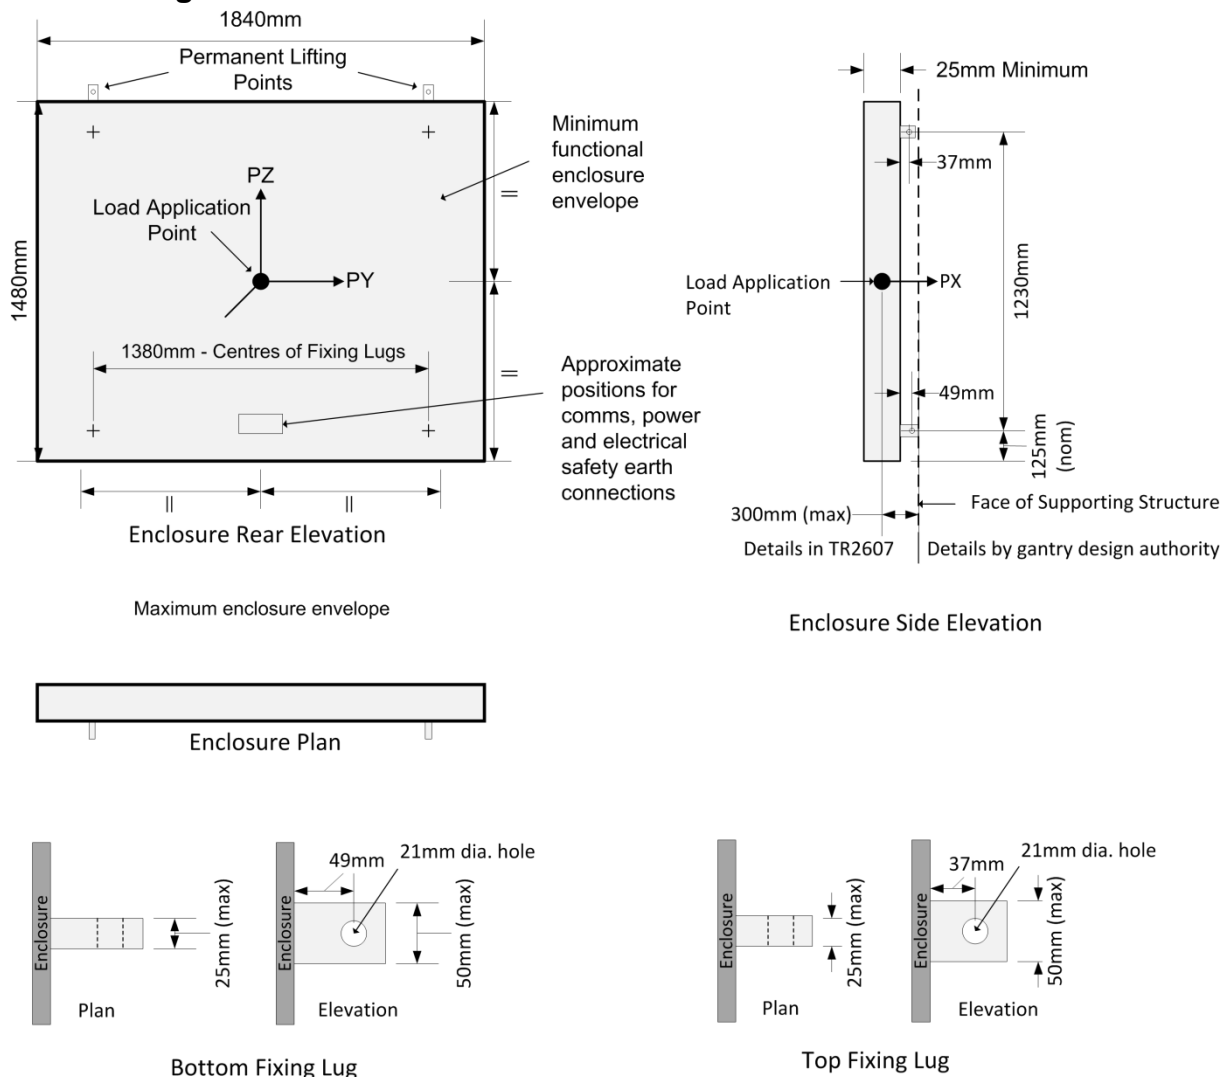 1840mm
Permanent Lifting
Points
Minimum
functional
enclosure
envelope
PZ
Load Application
Point
PY
1480mm
=
=
1380mm - Centres of Fixing Lugs
Approximate
positions for
comms, power
and electrical
safety earth
connections
=
=
Enclosure Rear Elevation
25mm Minimum
37mm
Load Application
Point
PX
1230mm
49mm
125mm
(nom)
300mm (max)
Face of Supporting Structure
Details in TR2607
Details by gantry design authority
Enclosure Side Elevation
Maximum enclosure envelope
Enclosure Plan
Enclosure
25mm (max)
Plan
Enclosure
49mm
21mm dia. hole
50mm (max)
Elevation
Bottom Fixing Lug
Enclosure
25mm (max)
Plan
Enclosure
37mm
21mm dia. hole
50mm (max)
Elevation
Top Fixing Lug